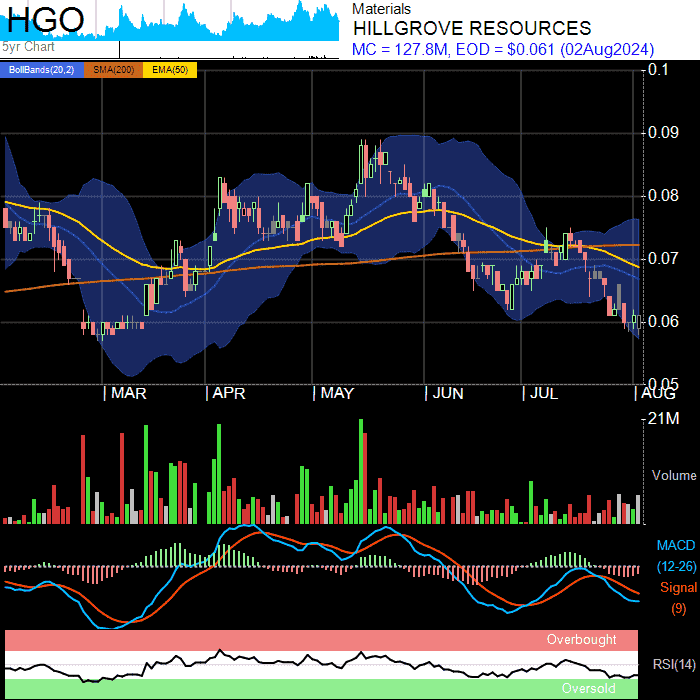 HGO
5yr Chart
Materials
HILLGROVE RESOURCES
MC = 127.8M, EOD = $0.061 (02Aug2024)
BollBands(20,2) SMA(200) EMA(50)
0.1
0.09
0.08
0.07
0.06
0.05
MAR APR MAY JUN JUL AUG
21M
Volume
MACD
(12-26)
Signal
(9)
Overbought
RSI(14)
Oversold